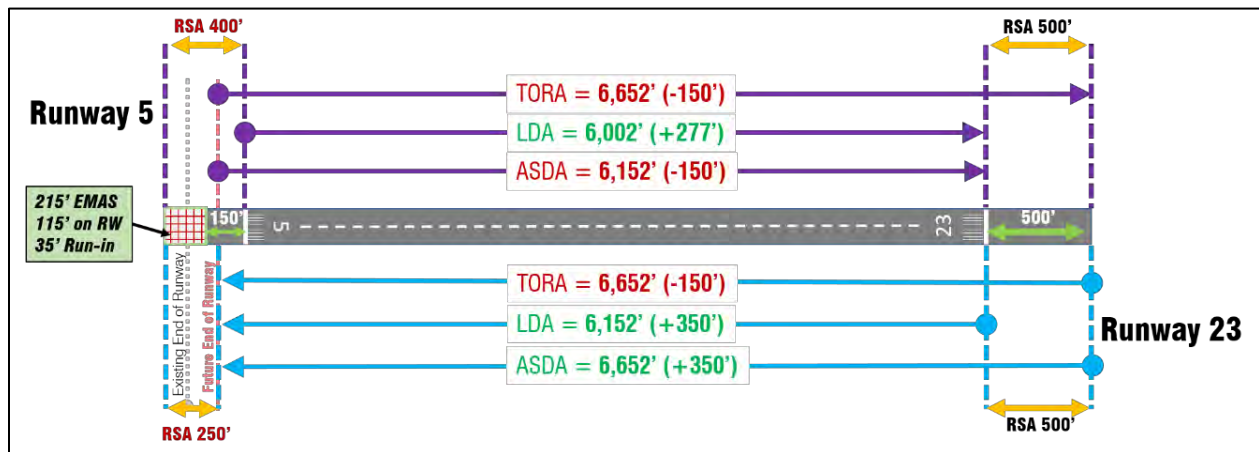 RSA 400’
RSA 500’
Runway 5
TORA = 6,652’ (-150’)
LDA = 6,002’ (+277’)
ASDA = 6,152’ (-150’)
215’ EMAS
115’ on RW
35’ Run-in
150’
5
23
500’
Existing End of Runway
Future End of Runway
TORA = 6,652’ (-150’)
LDA = 6,152’ (+350’)
Runway 23
ASDA = 6,652’ (+350’)
RSA 250’
RSA 500’